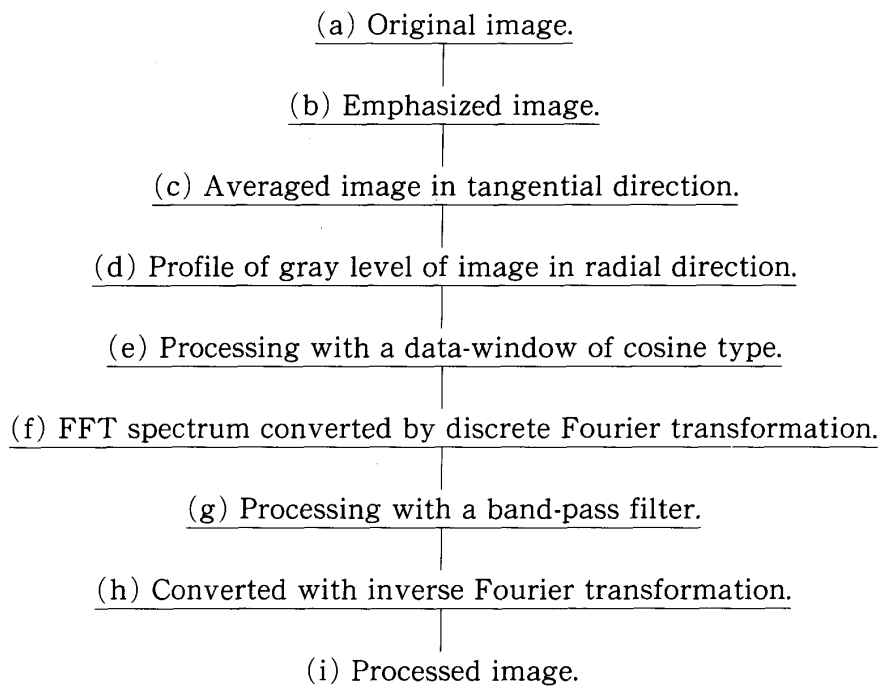 (a) Original image.
(b) Emphasized image.
(c) Averaged image in tangential direction.
(d) Profile of gray level of image in radial direction.
(e) Processing with a data-window of cosine type.
(f) FFT spectrum converted by discrete Fourier transformation.
(g) Processing with a band-pass filter.
(h) Converted with inverse Fourier transformation.
(i) Processed image.